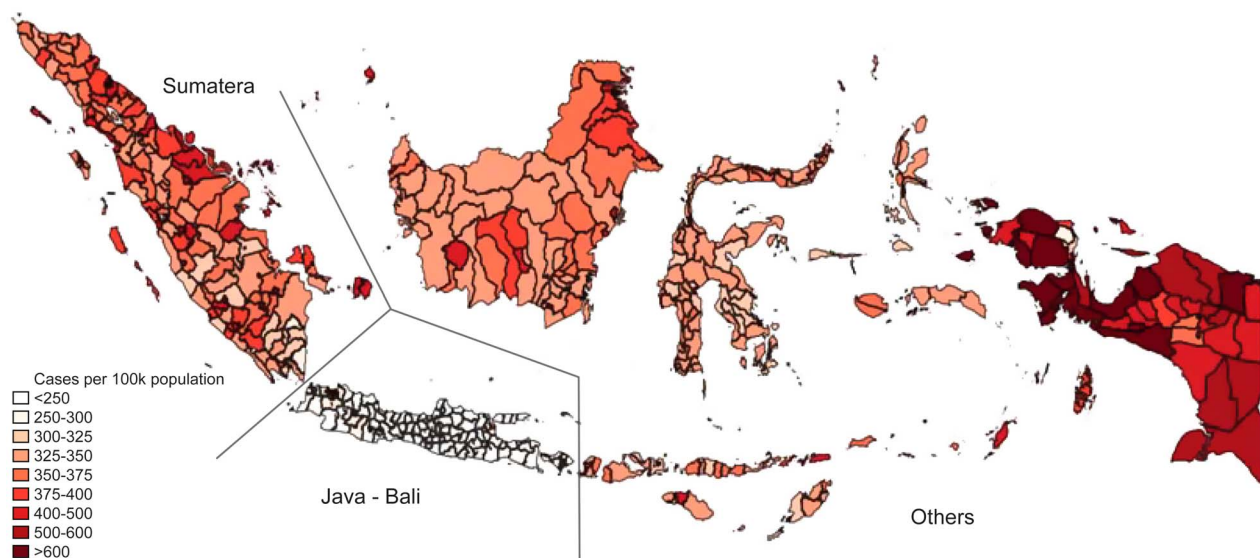 Sumatera
Cases per 100k population
<250
250-300
300-325
325-350
350-375
375-400
400-500
500-600
>600
Java - Bali
Others